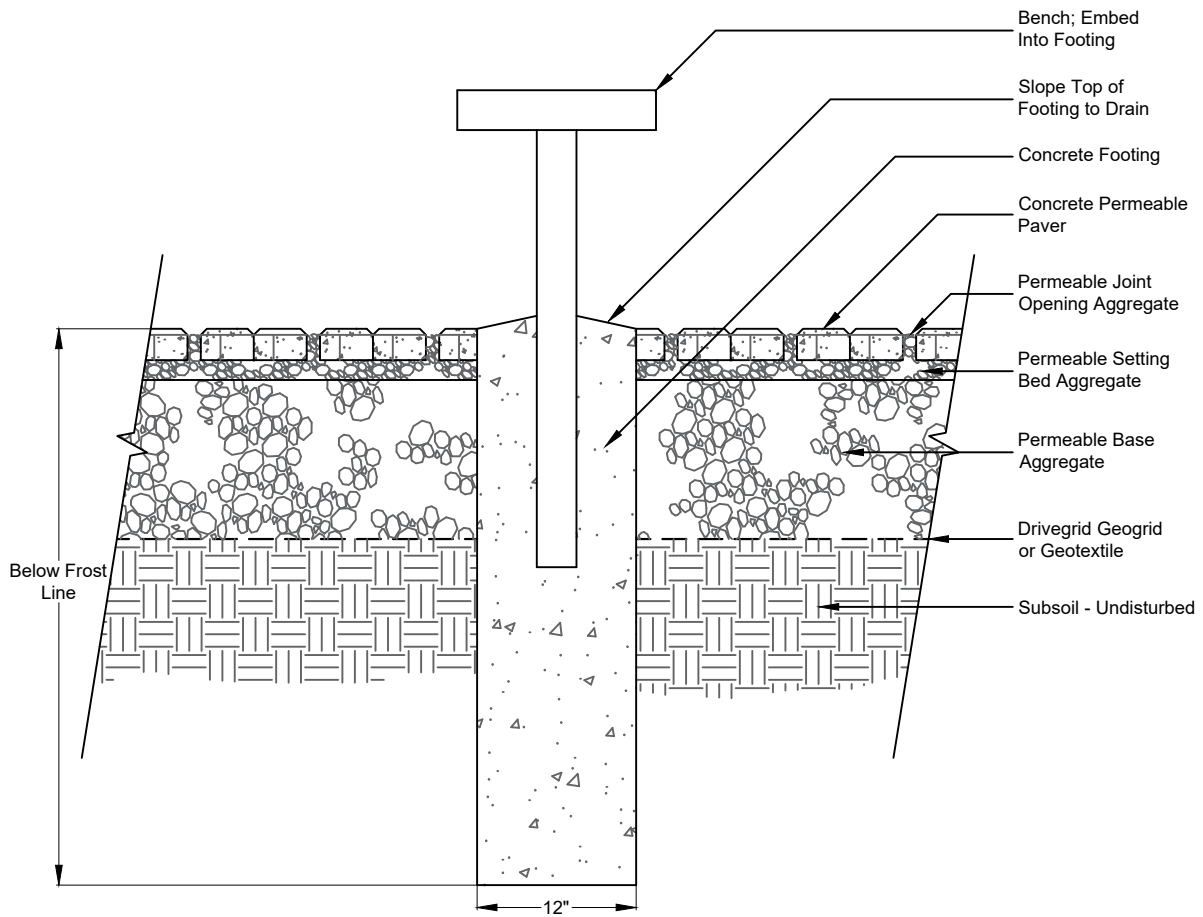 Bench; Embed
Into Footing
Slope Top of
Footing to Drain
Concrete Footing
Concrete Permeable
Paver
Permeable Joint
Opening Aggregate
Permeable Setting
Bed Aggregate
Permeable Base
Aggregate
Drivegrid Geogrid
or Geotextile
Subsoil - Undisturbed
Below Frost
Line
12"